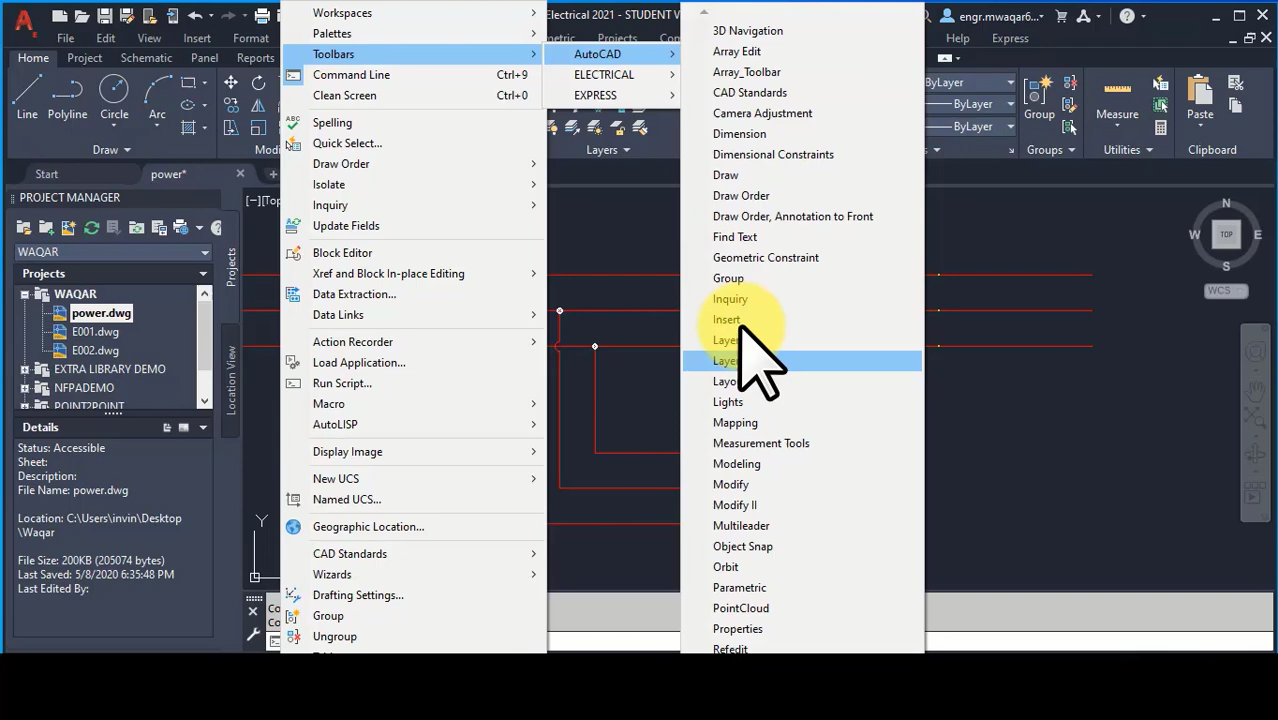 Electrical 2021 - STUDENT W
engr.mwaqar6...
File
Edit
View
Insert
Format
Projects
Help
Express
Home
Project
Schematic
Panel
Reports
Line
Polyline
Circle
Arc
Draw
Layers
ByLayer
ByLayer
ByLayer
Group
Groups
Measure
Utilities
Paste
Clipboard
Start
power*
PROJECT MANAGER
WAQAR
Projects
WAQAR
power.dwg
E001.dwg
E002.dwg
EXTRA LIBRARY DEMO
NFPADEMO
POINT2POINT
Projects
Location View
Details
Status: Accessible
Sheet:
Description:
File Name: power.dwg
Location: C:\Users\invin\Desktop
\Waqar
File Size: 200KB (205074 bytes)
Last Saved: 5/8/2020 6:35:48 PM
Last Edited By:
Workspaces
Palettes
Toolbars
Command Line Ctrl+9
Clean Screen Ctrl+0
Spelling
Quick Select...
Draw Order
Isolate
Inquiry
Update Fields
Block Editor
Xref and Block In-place Editing
Data Extraction...
Data Links
Action Recorder
Load Application...
Run Script...
Macro
AutoLISP
Display Image
New UCS
Named UCS...
Geographic Location...
CAD Standards
Wizards
Drafting Settings...
Group
Ungroup
AutoCAD
ELECTRICAL
EXPRESS
3D Navigation
Array Edit
Array_Toolbar
CAD Standards
Camera Adjustment
Dimension
Dimensional Constraints
Draw
Draw Order
Draw Order, Annotation to Front
Find Text
Geometric Constraint
Group
Inquiry
Insert
Layer
Layer
Layo
Lights
Mapping
Measurement Tools
Modeling
Modify
Modify II
Multileader
Object Snap
Orbit
Parametric
PointCloud
Properties
Refedit
N
W
TOP
E
S
WCS
Y